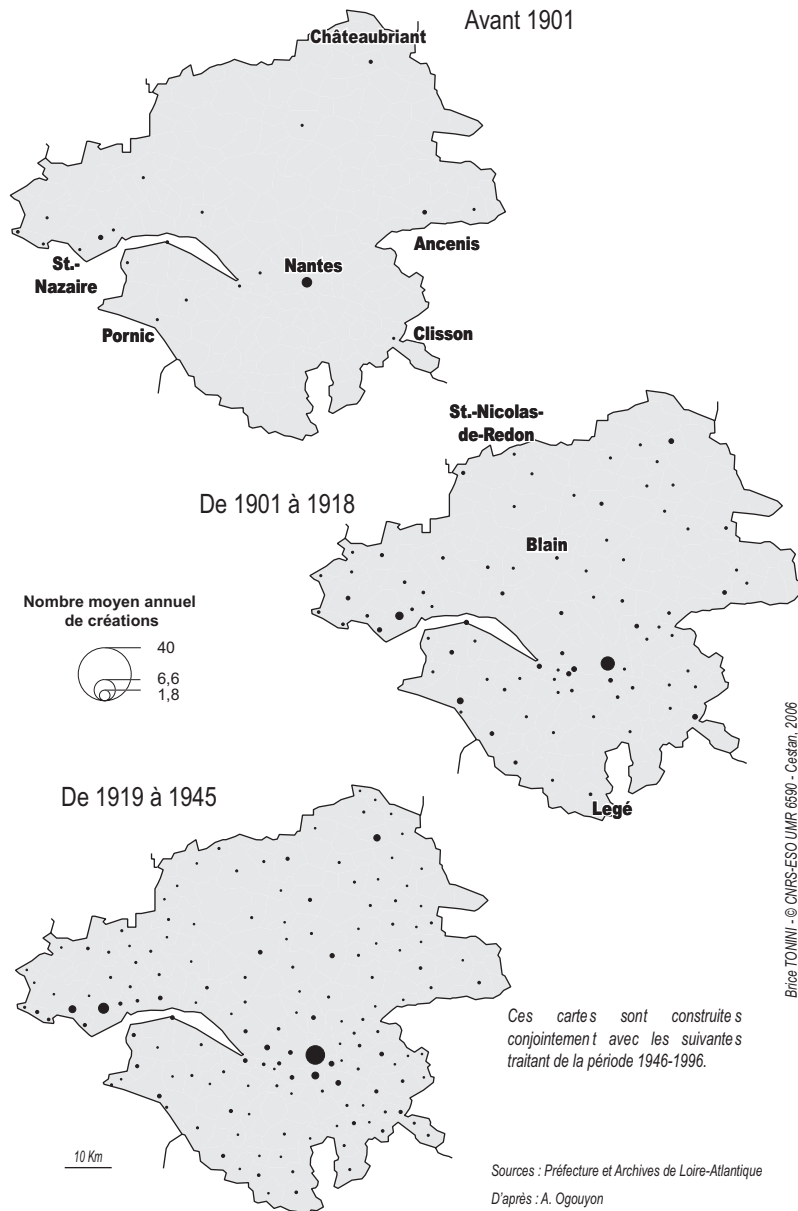 Avant 1901
Châteaubriant
Ancenis
St.-
Nazaire
Nantes
Pornic
Clisson
St.-Nicolas-
de-Redon
De 1901 à 1918
Blain
Nombre moyen annuel
de créations
40
6,6
1,8
Legé
De 1919 à 1945
Ces cartes sont construites
conjointement avec les suivantes
traitant de la période 1946-1996.
10 Km
Sources : Préfecture et Archives de Loire-Atlantique
D'après : A. Ogouyon
Brice TONINI - © CNRS-ESO UMR 6590 - Cestan, 2006